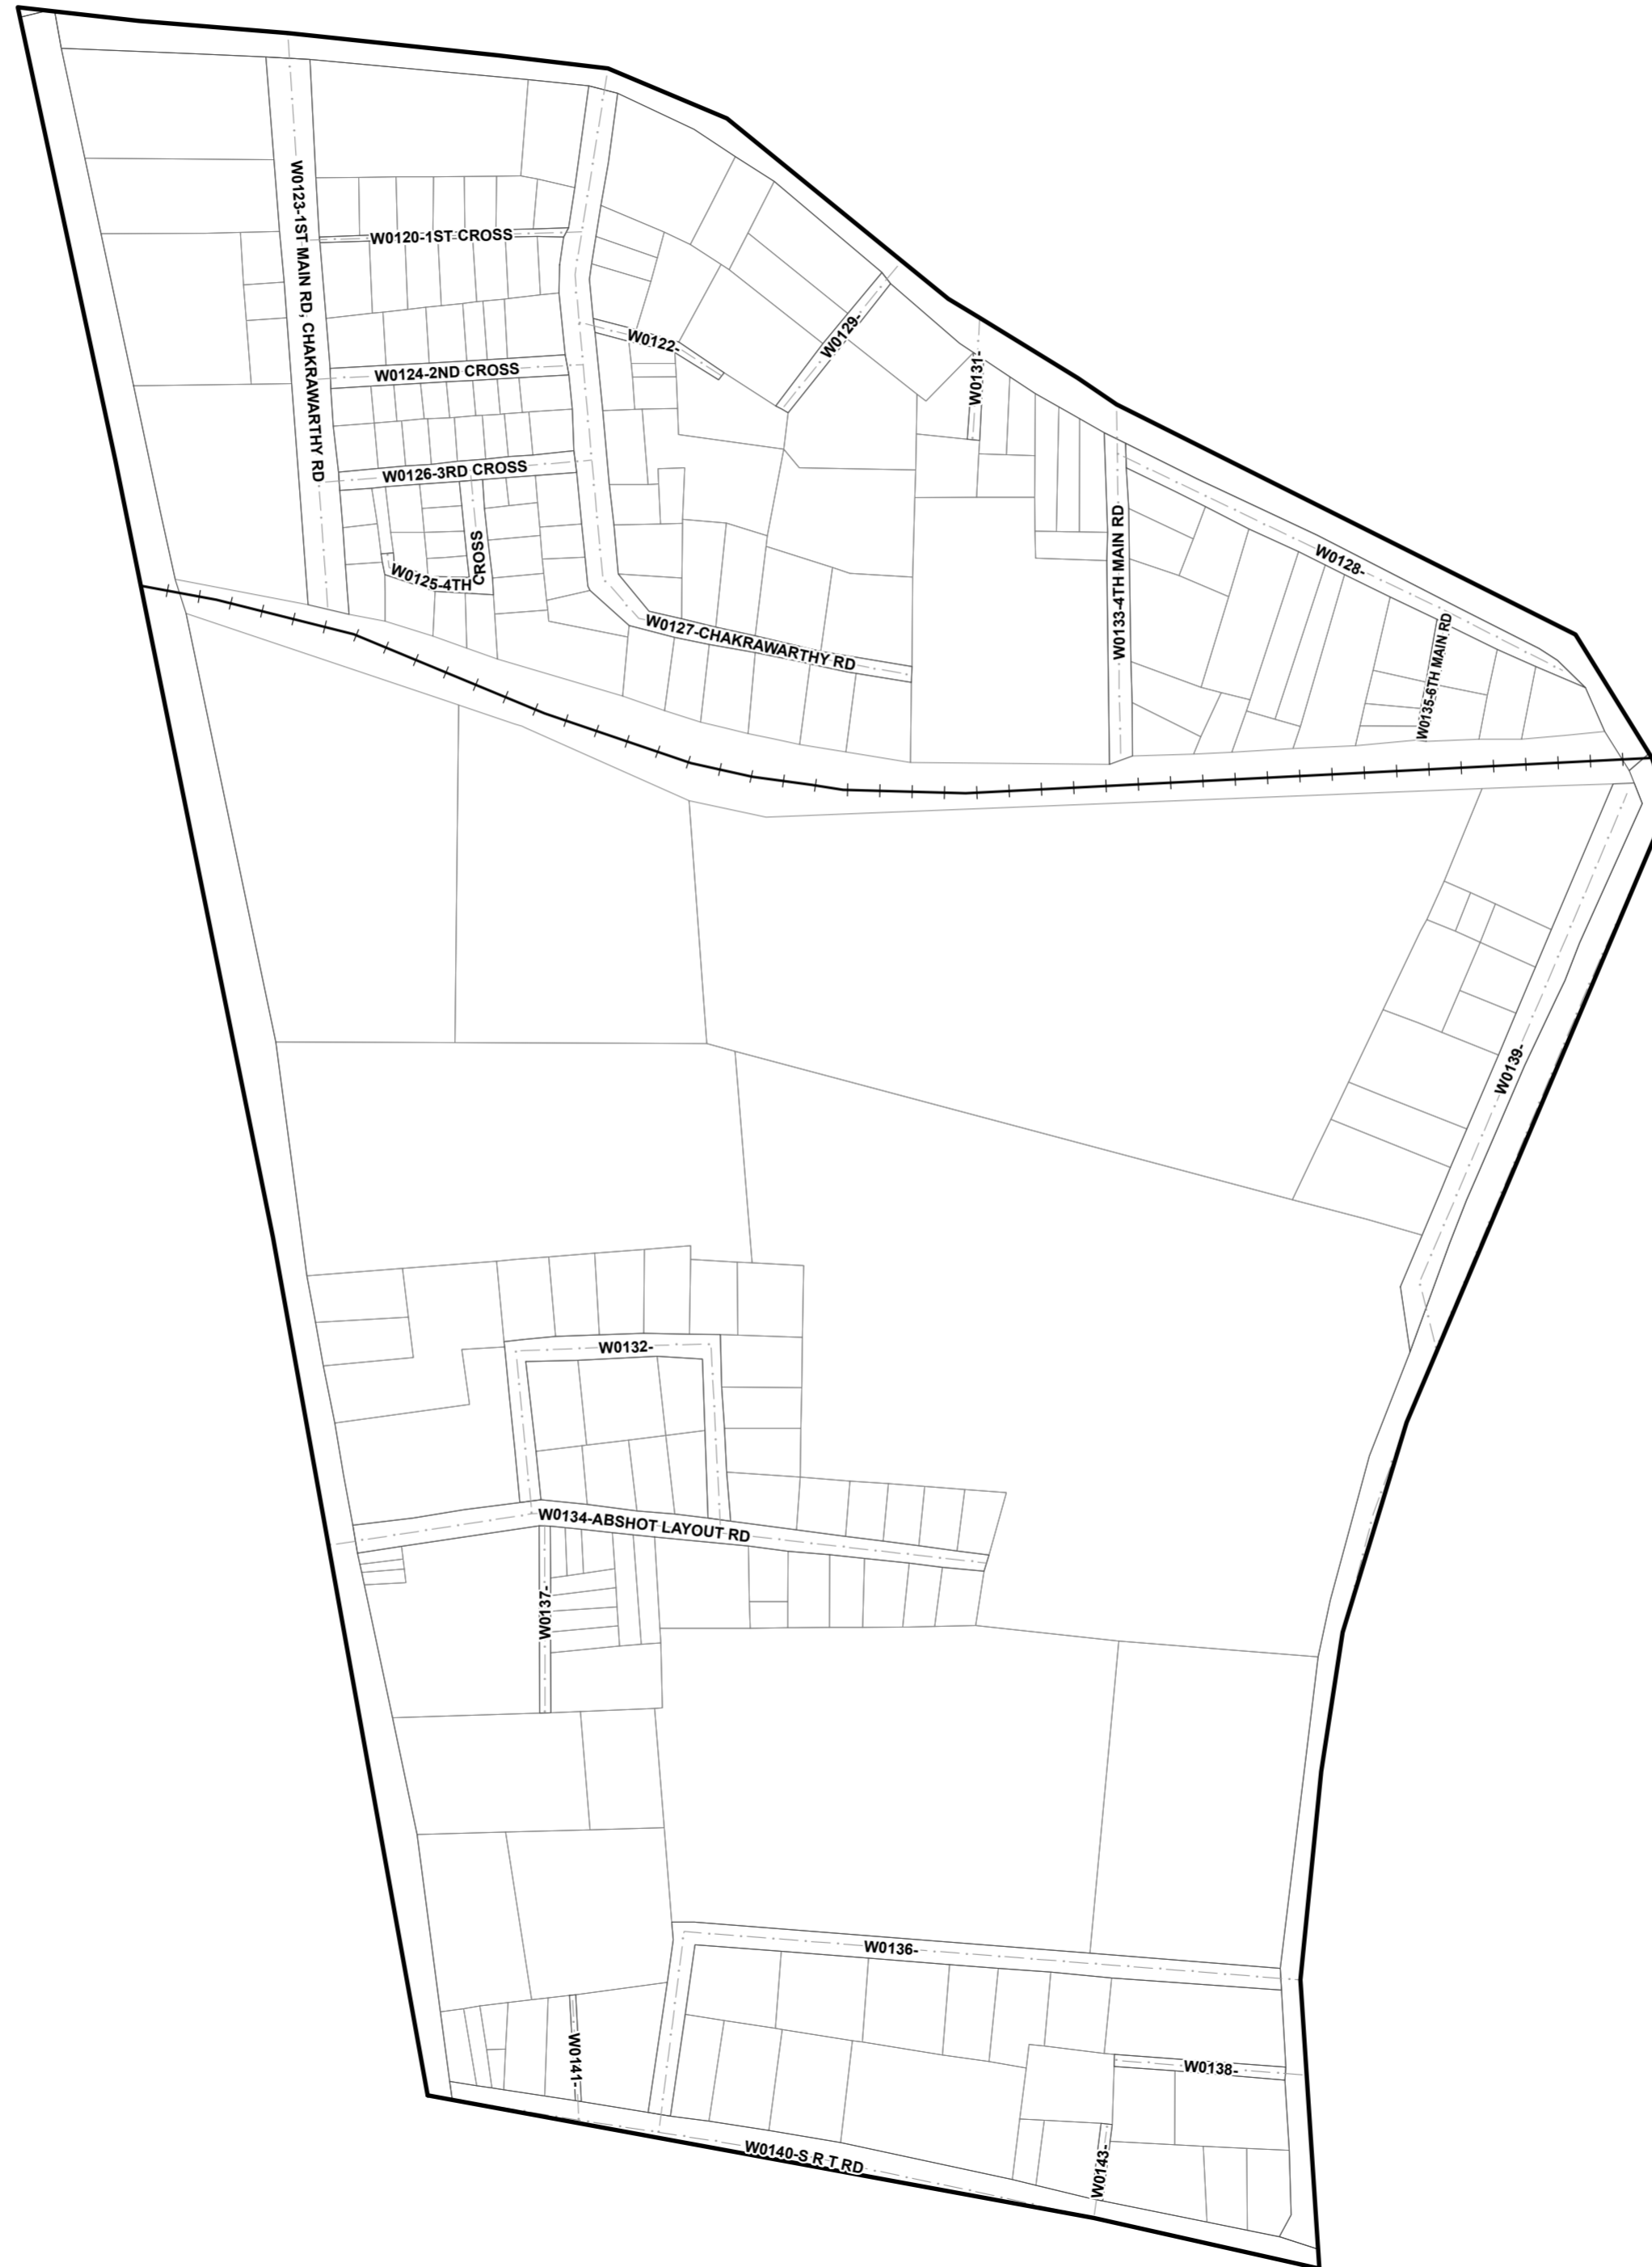 W0123-1ST MAIN RD, CHAKRAWARTHY RD
W0120-1ST CROSS
W0122-
W0129-
W0131-
W0124-2ND CROSS
W0126-3RD CROSS
W0125-4TH
CROSS
W0127-CHAKRAWARTHY RD
W0133-4TH MAIN RD
W0128-
W0135-6TH MAIN RD
W0139-
W0132-
W0134-ABSHOT LAYOUT RD
W0137-
W0136-
W0141-
W0138-
W0140-S R T RD
W0143-